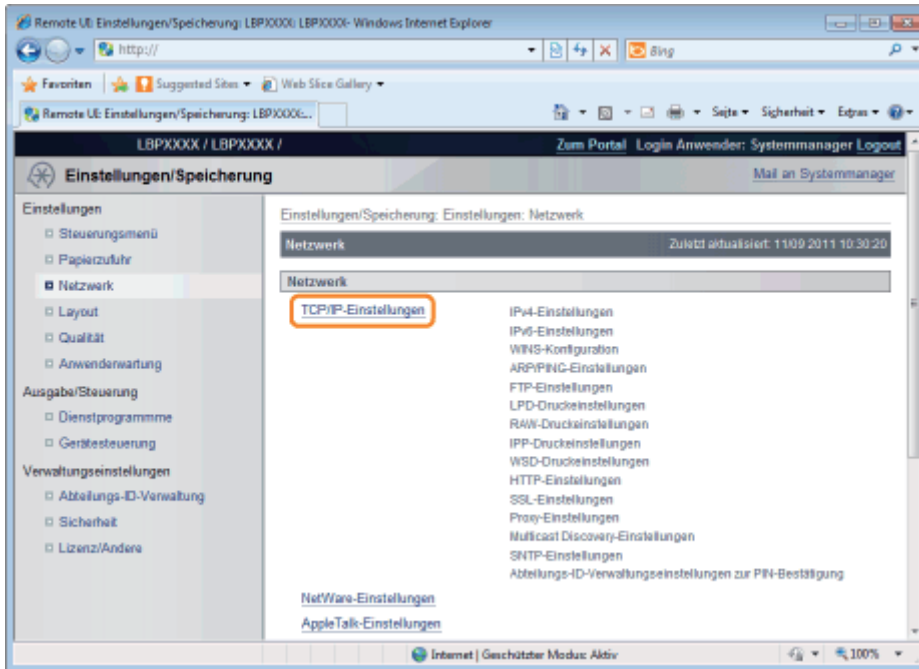 Remote UI: Einstellungen/Speicherung: LBPXXXX: LBPXXXX- Windows Internet Explorer
http://
Bing
Favoriten Suggested Sites Web Slice Gallery
Remote UI: Einstellungen/Speicherung: LBPXXXX:...
Seite Sicherheit Extras
LBPXXXX / LBPXXXX /
Zum Portal Login Anwender: Systemmanager Logout
Einstellungen/Speicherung
Mail an Systemmanager
Einstellungen
Steuerungsmenü
Papierzufuhr
Netzwerk
Layout
Qualität
Anwenderwartung
Ausgabe/Steuerung
Dienstprogrammme
Gerätesteuerung
Verwaltungseinstellungen
Abteilungs-ID-Verwaltung
Sicherheit
Lizenz/Andere
Einstellungen/Speicherung: Einstellungen: Netzwerk
Netzwerk Zuletzt aktualisiert: 11/09 2011 10:30:20
Netzwerk
TCP/IP-Einstellungen
IPv4-Einstellungen
IPv6-Einstellungen
WINS-Konfiguration
ARP/PING-Einstellungen
FTP-Einstellungen
LPD-Druckeinstellungen
RAW-Druckeinstellungen
IPP-Druckeinstellungen
WSD-Druckeinstellungen
HTTP-Einstellungen
SSL-Einstellungen
Proxy-Einstellungen
Multicast Discovery-Einstellungen
SNTP-Einstellungen
Abteilungs-ID-Verwaltungseinstellungen zur PIN-Bestätigung
NetWare-Einstellungen
AppleTalk-Einstellungen
Internet | Geschützter Modus: Aktiv
100%